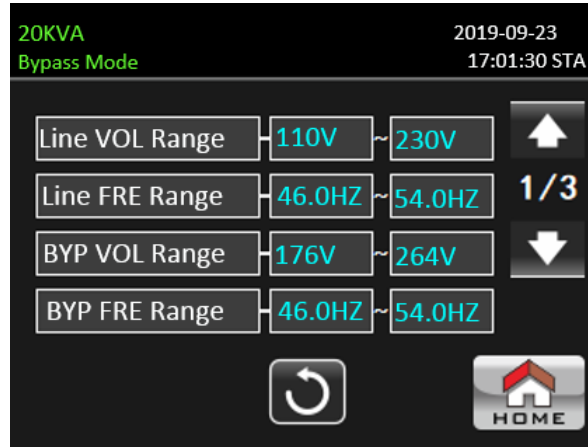 20KVA 2019-09-23
Bypass Mode 17:01:30 STA
Line VOL Range - 110V ~ 230V
Line FRE Range - 46.0HZ ~ 54.0HZ
1/3
BYP VOL Range - 176V ~ 264V
BYP FRE Range - 46.0HZ ~ 54.0HZ
HOME